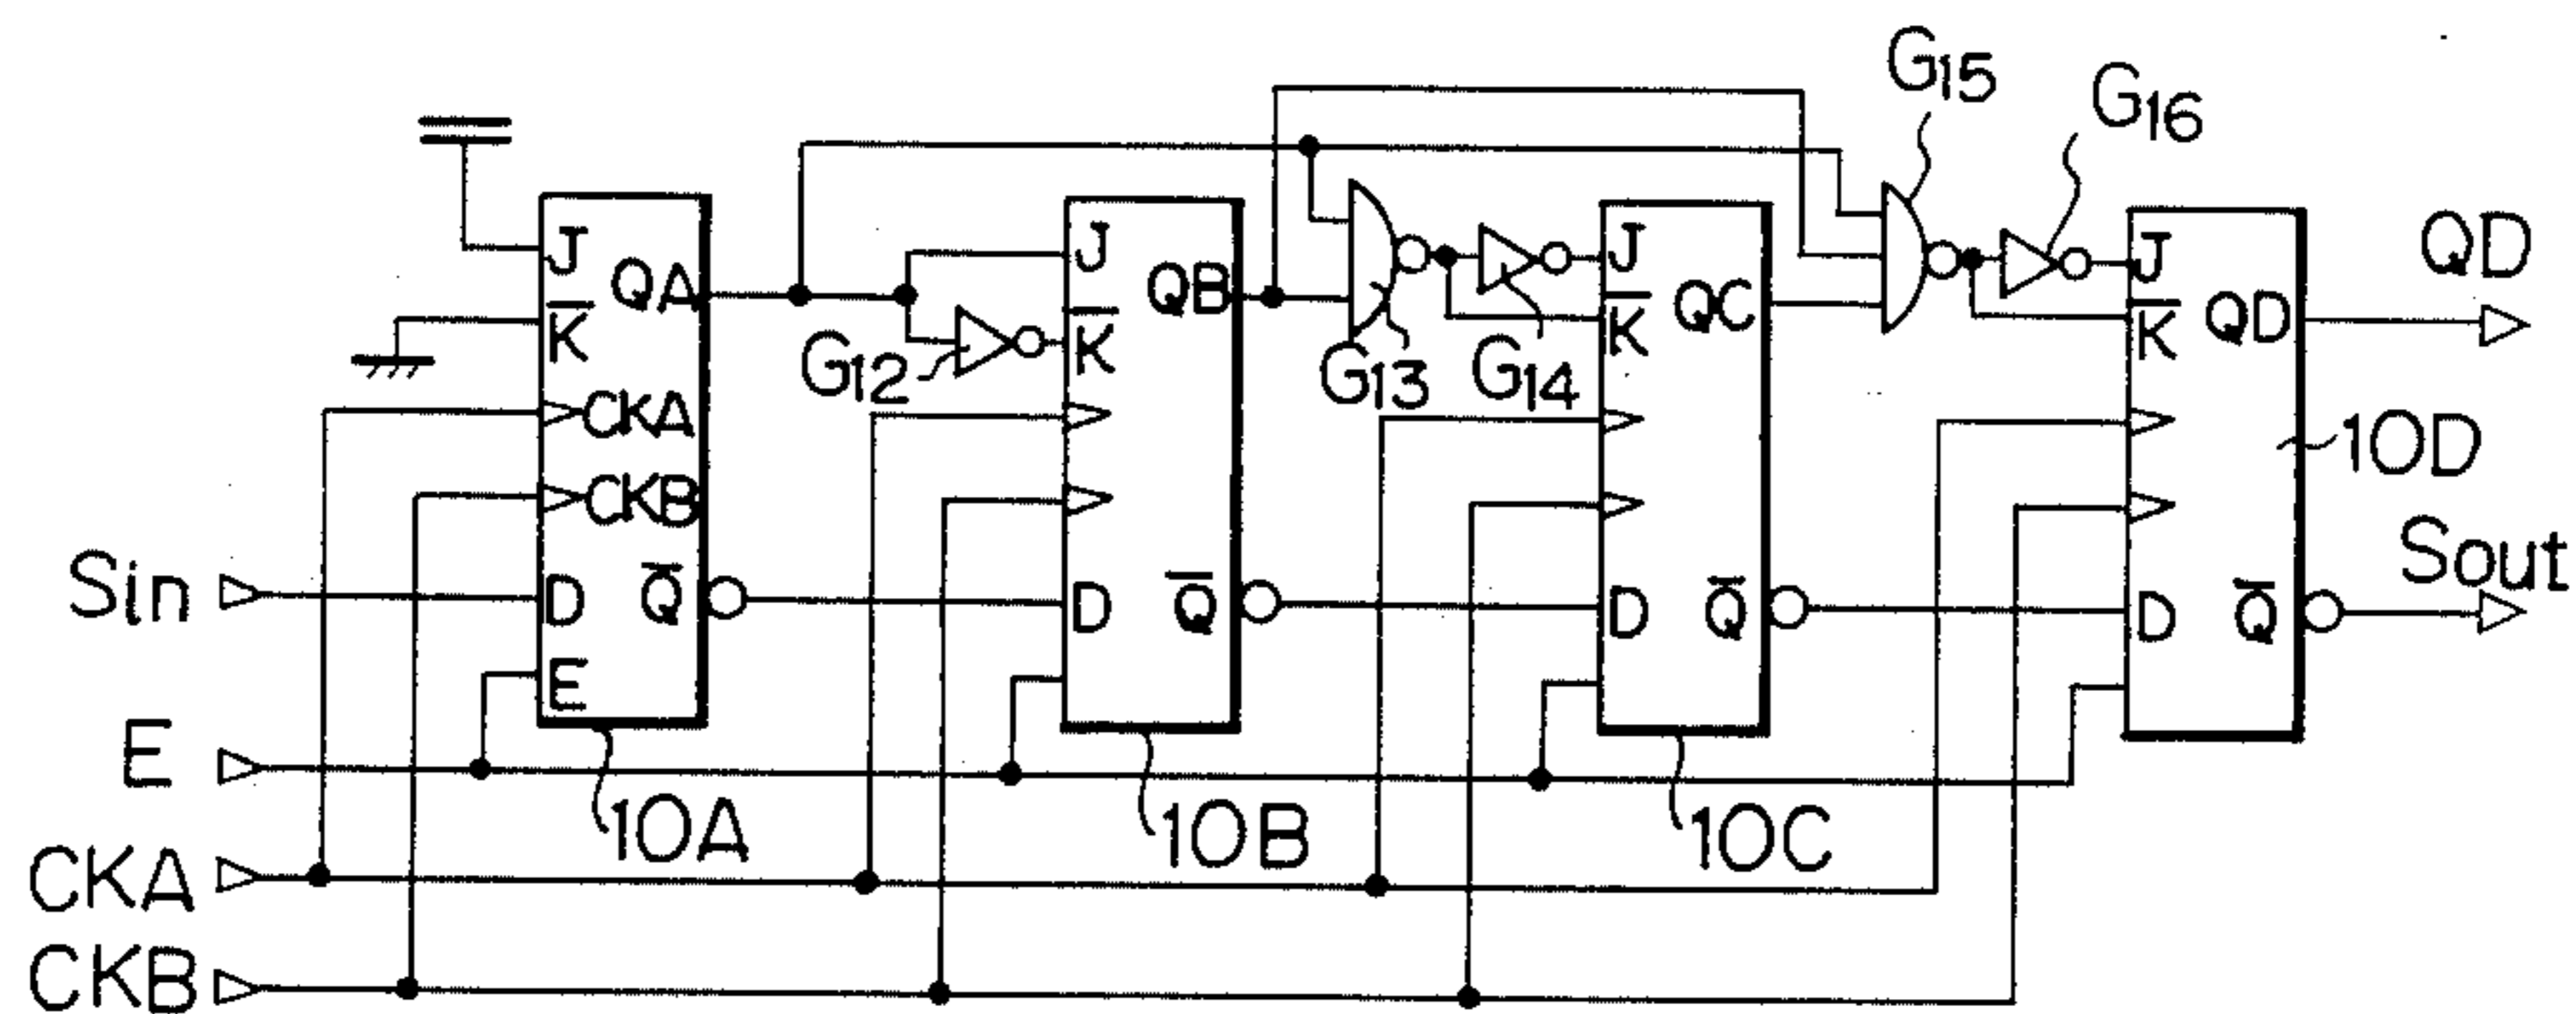 G15
G16
J
QA
K̅
CKA
CKB
D
Q̅
E
10A
G12
J
QB
K̅
D
Q̅
10B
G13
G14
J
QC
K̅
D
Q̅
10C
J
QD
K̅
D
Q̅
10D
QD
Sout
Sin
E
CKA
CKB